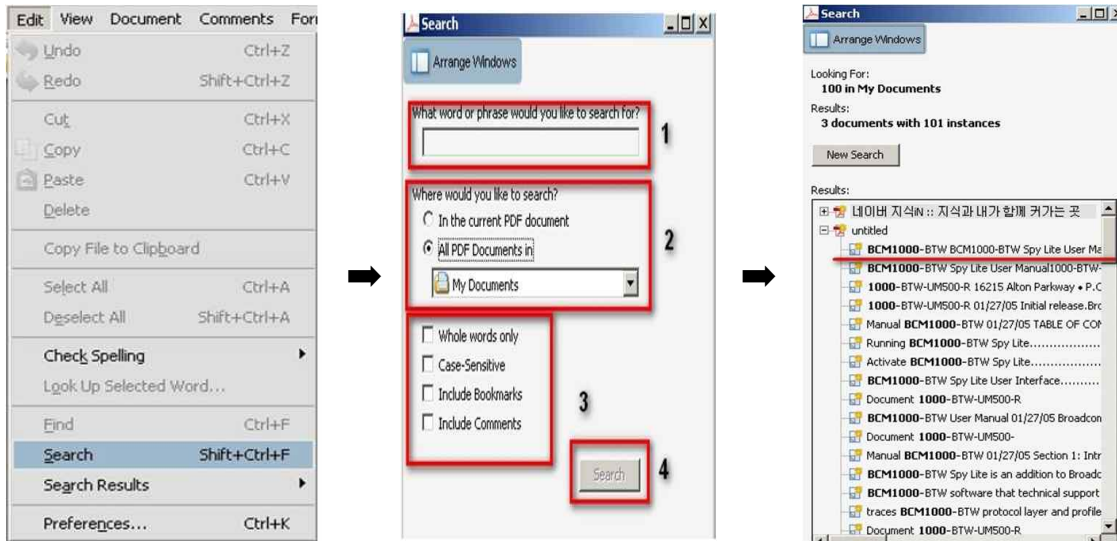 Edit View Document Comments
Undo Ctrl+Z
Redo Shift+Ctrl+Z
Cut Ctrl+X
Copy Ctrl+C
Paste Ctrl+V
Delete
Copy File to Clipboard
Select All Ctrl+A
Deselect All Shift+Ctrl+A
Check Spelling
Look Up Selected Word...
Find Ctrl+F
Search Shift+Ctrl+F
Search Results
Preferences... Ctrl+K
Search
Arrange Windows
What word or phrase would you like to search for?
1
Where would you like to search?
In the current PDF document
All PDF Documents in
My Documents
2
Whole words only
Case-Sensitive
Include Bookmarks
Include Comments
3
Search
4
Search
Arrange Windows
Looking For:
100 in My Documents
Results:
3 documents with 101 instances
New Search
Results:
네이버 지식iN :: 지식과 내가 함께 커가는 곳
untitled
BCM1000-BTW BCM1000-BTW Spy Lite User Ma
BCM1000-BTW Spy Lite User Manual1000-BTW-
1000-BTW-UM500-R 16215 Alton Parkway • P.O
1000-BTW-UM500-R 01/27/05 Initial release.Brc
Manual BCM1000-BTW 01/27/05 TABLE OF CON
Running BCM1000-BTW Spy Lite..................
Activate BCM1000-BTW Spy Lite..................
BCM1000-BTW Spy Lite User Interface..........
Document 1000-BTW-UM500-R
BCM1000-BTW User Manual 01/27/05 Broadcon
Document 1000-BTW-UM500-
Manual BCM1000-BTW 01/27/05 Section 1: Intr
BCM1000-BTW Spy Lite is an addition to Broadc
BCM1000-BTW software that technical support
traces BCM1000-BTW protocol layer and profile
Document 1000-BTW-UM500-R